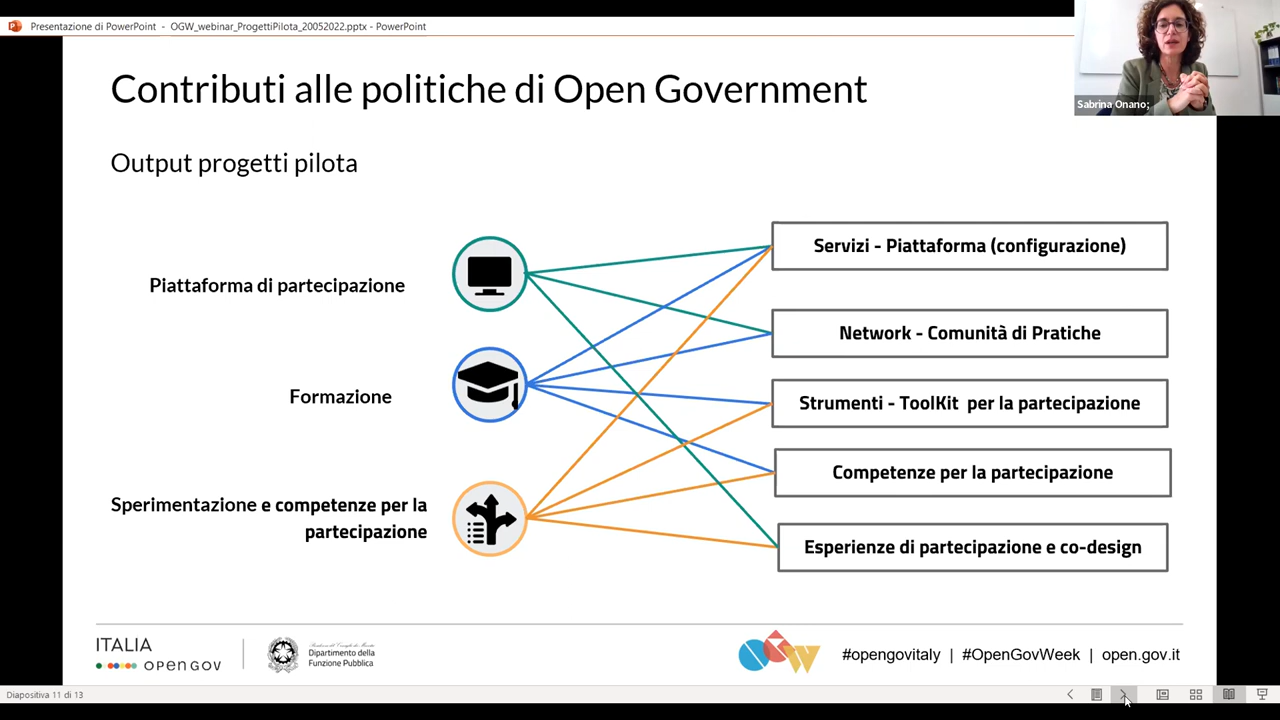 Presentazione di PowerPoint - OGW_webinar_ProgettiPilota_20052022.pptx - PowerPoint
Sabrina Onano;
Contributi alle politiche di Open Government
Output progetti pilota
Piattaforma di partecipazione
Formazione
Sperimentazione e competenze per la
partecipazione
Servizi - Piattaforma (configurazione)
Network - Comunità di Pratiche
Strumenti - ToolKit per la partecipazione
Competenze per la partecipazione
Esperienze di partecipazione e co-design
ITALIA
OPEN GOV
Dipartimento della
Funzione Pubblica
OGW
#opengovitaly | #OpenGovWeek | open.gov.it
Diapositiva 11 di 13